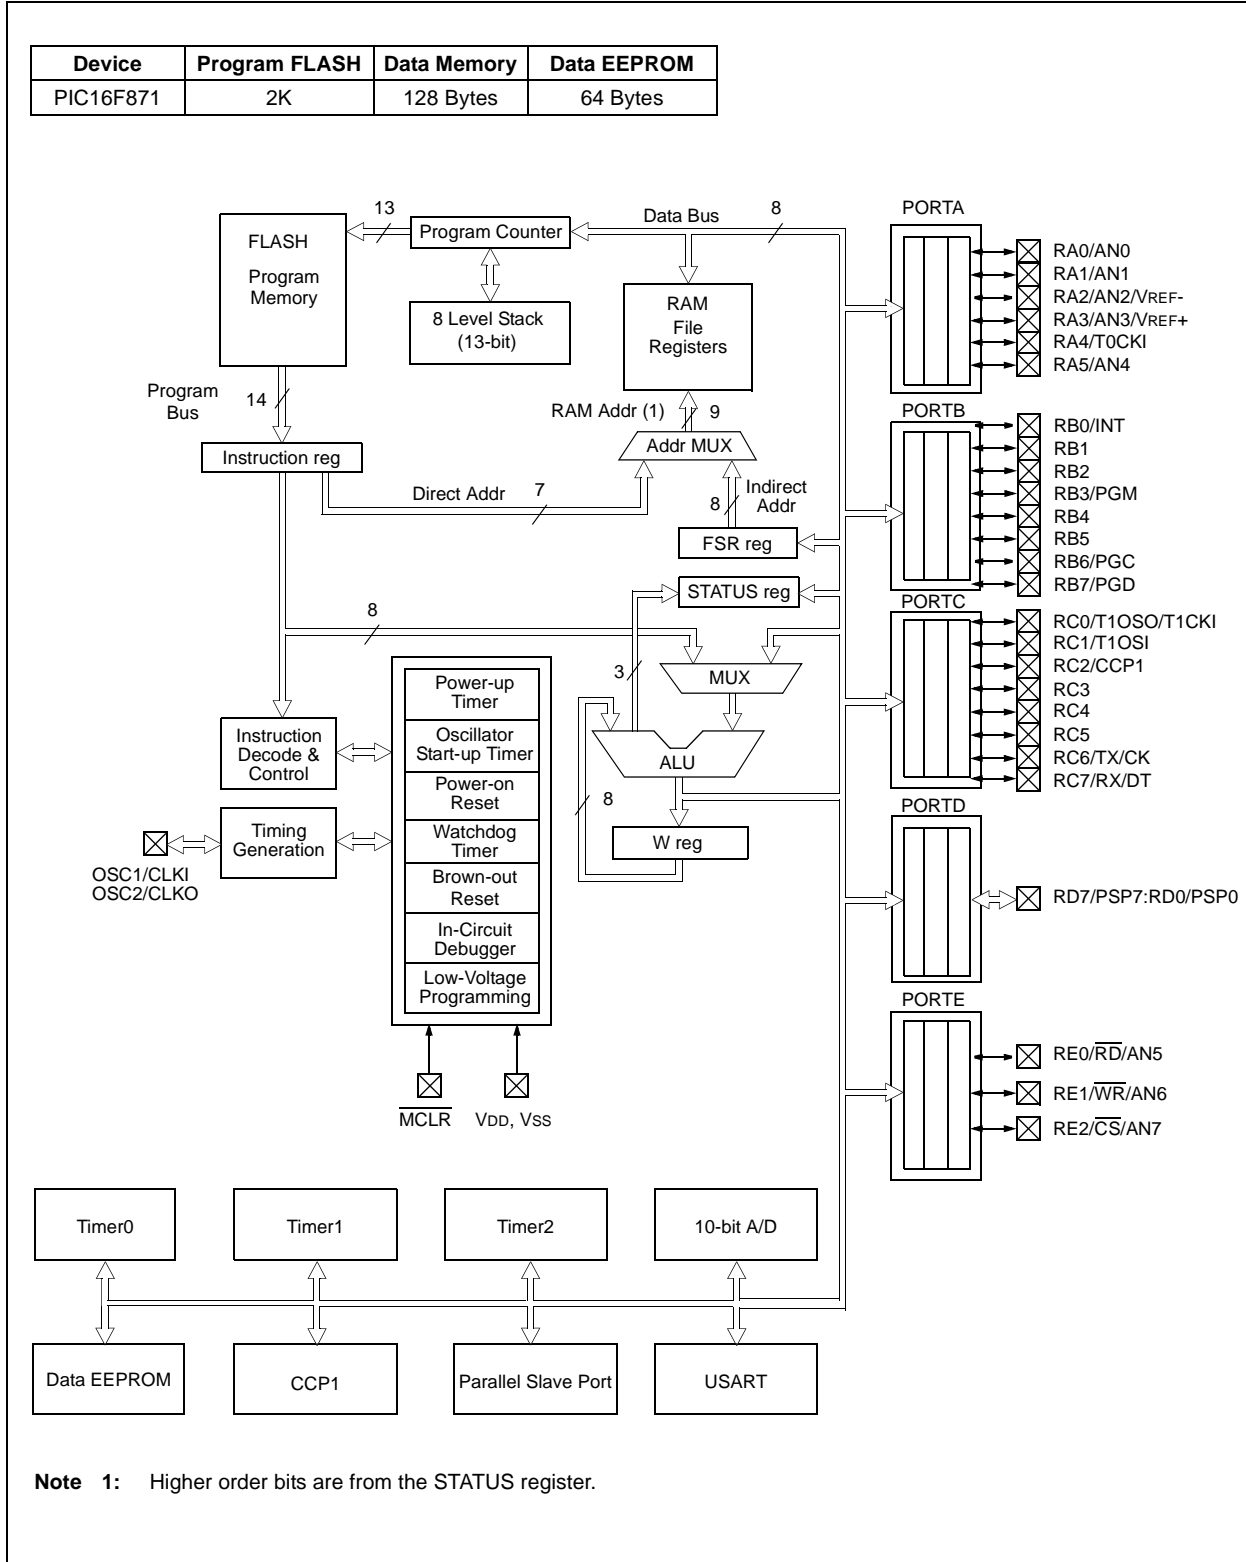 Device Program FLASH Data Memory Data EEPROM
PIC16F871 2K 128 Bytes 64 Bytes
FLASH
Program
Memory
13
Program Counter
8 Level Stack
(13-bit)
Data Bus
8
RAM
File
Registers
Program
Bus
14
Instruction reg
RAM Addr (1)
9
Addr MUX
Direct Addr
7
8
Indirect
Addr
FSR reg
STATUS reg
8
3
MUX
ALU
8
W reg
Instruction
Decode &
Control
Timing
Generation
OSC1/CLKI
OSC2/CLKO
Power-up
Timer
Oscillator
Start-up Timer
Power-on
Reset
Watchdog
Timer
Brown-out
Reset
In-Circuit
Debugger
Low-Voltage
Programming
MCLR
VDD, VSS
PORTA
RA0/AN0
RA1/AN1
RA2/AN2/VREF-
RA3/AN3/VREF+
RA4/T0CKI
RA5/AN4
PORTB
RB0/INT
RB1
RB2
RB3/PGM
RB4
RB5
RB6/PGC
RB7/PGD
PORTC
RC0/T1OSO/T1CKI
RC1/T1OSI
RC2/CCP1
RC3
RC4
RC5
RC6/TX/CK
RC7/RX/DT
PORTD
RD7/PSP7:RD0/PSP0
PORTE
RE0/RD/AN5
RE1/WR/AN6
RE2/CS/AN7
Timer0
Timer1
Timer2
10-bit A/D
Data EEPROM
CCP1
Parallel Slave Port
USART
Note 1: Higher order bits are from the STATUS register.